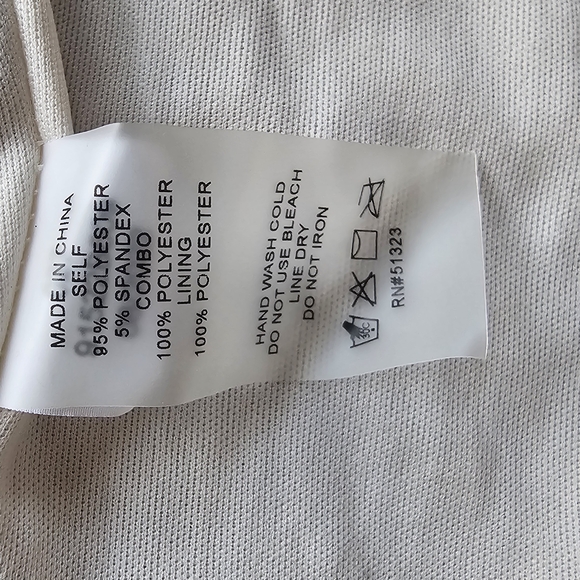 MADE IN CHINA
SELF
95% POLYESTER
5% SPANDEX
COMBO
100% POLYESTER
LINING
100% POLYESTER
HAND WASH COLD
DO NOT USE BLEACH
LINE DRY
DO NOT IRON
30C
RN#51323